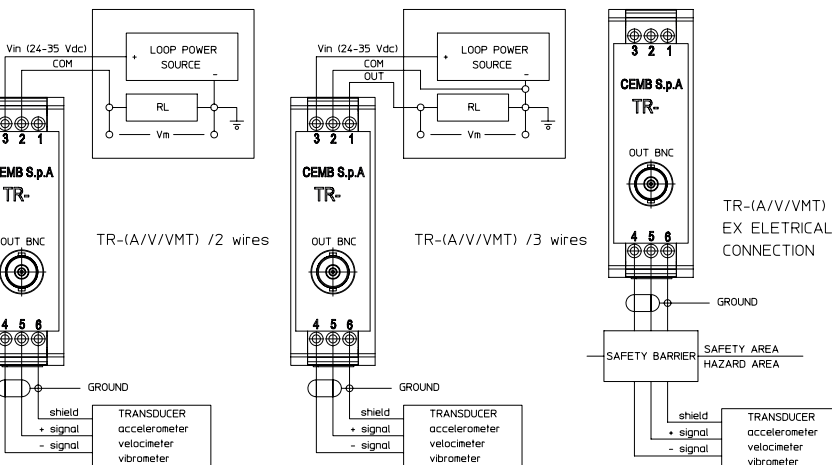 Vin (24-35 Vdc)
COM
+
LOOP POWER
SOURCE
-
RL
Vm
3 2 1
CEMB S.p.A
TR-
OUT BNC
4 5 6
TR-(A/V/VMT) /2 wires
GROUND
shield
+ signal
- signal
TRANSDUCER
accelerometer
velocimeter
vibrometer
Vin (24-35 Vdc)
COM
OUT
+
LOOP POWER
SOURCE
-
RL
Vm
3 2 1
CEMB S.p.A
TR-
OUT BNC
4 5 6
TR-(A/V/VMT) /3 wires
GROUND
shield
+ signal
- signal
TRANSDUCER
accelerometer
velocimeter
vibrometer
3 2 1
CEMB S.p.A
TR-
OUT BNC
4 5 6
TR-(A/V/VMT)
EX ELETRICAL
CONNECTION
GROUND
SAFETY BARRIER
SAFETY AREA
HAZARD AREA
shield
+ signal
- signal
TRANSDUCER
accelerometer
velocimeter
vibrometer